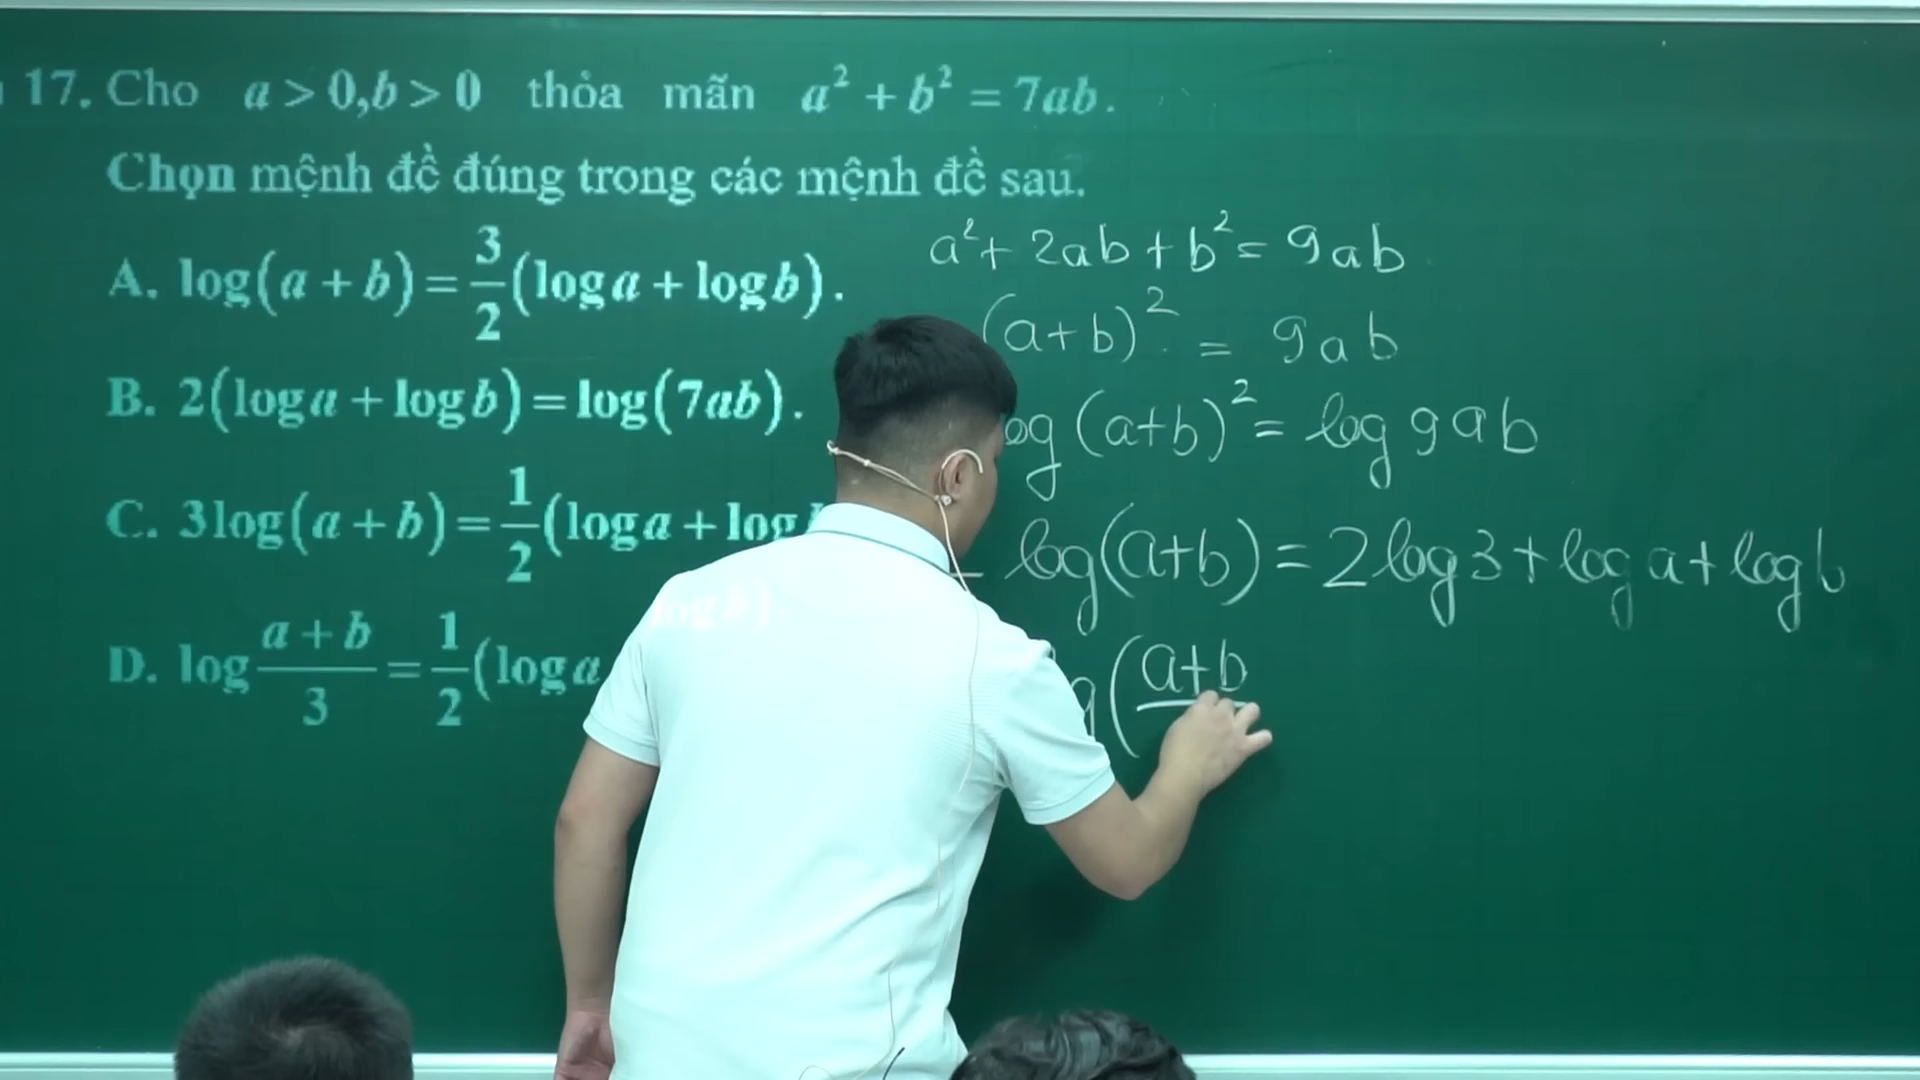 17. Cho a > 0, b > 0 thỏa mãn a² + b² = 7ab.
Chọn mệnh đề đúng trong các mệnh đề sau.
A. log(a + b) = 3/2 (log a + log b).
B. 2(log a + log b) = log(7ab).
C. 3log(a + b) = 1/2 (log a + log
D. log (a + b)/3 = 1/2 (log a
a² + 2ab + b² = 9ab
(a+b)² = 9ab
og (a+b)² = log 9ab
log(a+b) = 2log3 + log a + log b
g (a+b
log b).